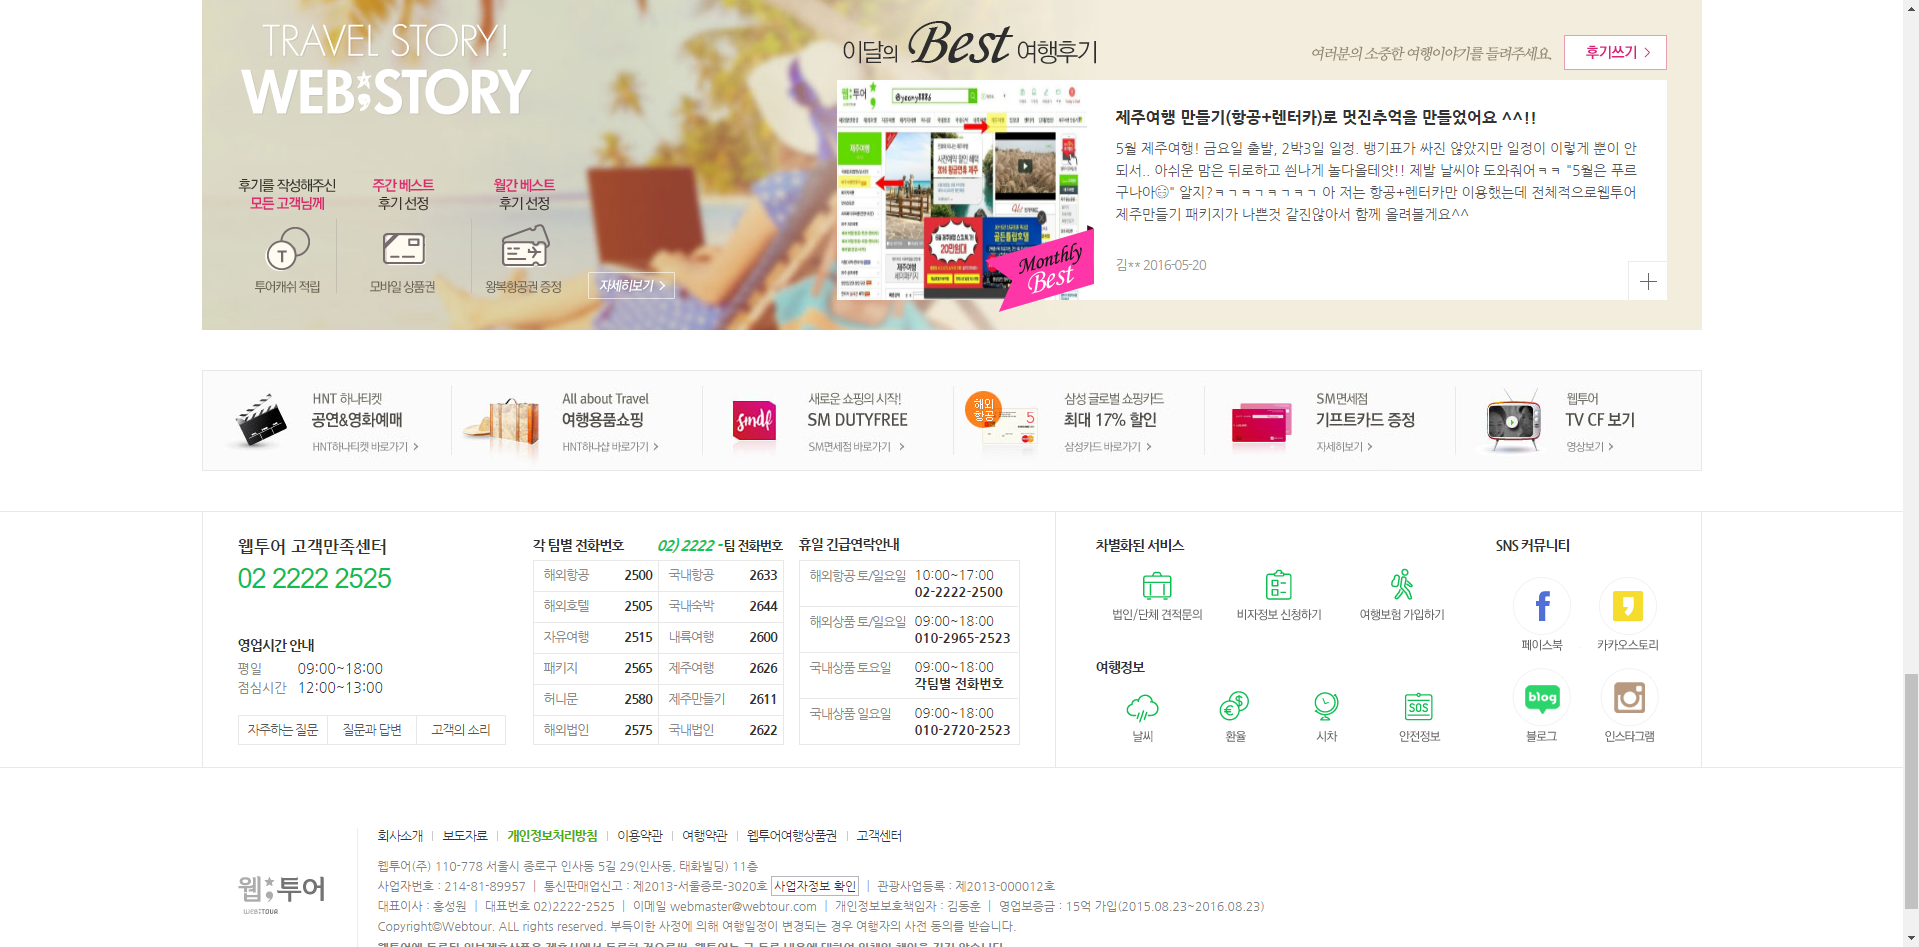 TRAVEL STORY!
WEB;STORY
후기를 작성해주신
모든 고객님께
주간 베스트
후기 선정
월간 베스트
후기 선정
T
투어캐쉬 적립
모바일 상품권
왕복항공권 증정
자세히보기 >
이달의 Best 여행후기
여러분의 소중한 여행이야기를 들려주세요.
후기쓰기 >
Monthly
Best
제주여행 만들기(항공+렌터카)로 멋진추억을 만들었어요 ^^!!
5월 제주여행! 금요일 출발, 2박3일 일정. 뱅기표가 싸진 않았지만 일정이 이렇게 뿐이 안
되서.. 아쉬운 맘은 뒤로하고 씐나게 놀다올테얏!! 제발 날씨야 도와줘어ㅋㅋ "5월은 푸르
구나아😄" 알지?ㅋㄱㅋㄱㅋㄱㅋㄱ 아 저는 항공+렌터카만 이용했는데 전체적으로웹투어
제주만들기 패키지가 나쁜것 같진않아서 함께 올려볼게요^^
김** 2016-05-20
HNT 하나티켓
공연&영화예매
HNT하나티켓 바로가기 >
All about Travel
여행용품쇼핑
HNT하나샵 바로가기 >
smdf
새로운 쇼핑의 시작!
SM DUTYFREE
SM면세점 바로가기 >
해외
항공
5
삼성 글로벌 쇼핑카드
최대 17% 할인
삼성카드 바로가기 >
SM면세점
기프트카드 증정
자세히보기 >
웹투어
TV CF 보기
영상보기 >
웹투어 고객만족센터
02 2222 2525
영업시간 안내
평일 09:00~18:00
점심시간 12:00~13:00
자주하는 질문
질문과 답변
고객의 소리
각 팀별 전화번호 02) 2222 -팀 전화번호
해외항공 2500 국내항공 2633
해외호텔 2505 국내숙박 2644
자유여행 2515 내륙여행 2600
패키지 2565 제주여행 2626
허니문 2580 제주만들기 2611
해외법인 2575 국내법인 2622
휴일 긴급연락안내
해외항공 토/일요일 10:00~17:00
02-2222-2500
해외상품 토/일요일 09:00~18:00
010-2965-2523
국내상품 토요일 09:00~18:00
각팀별 전화번호
국내상품 일요일 09:00~18:00
010-2720-2523
차별화된 서비스
법인/단체 견적문의
비자정보 신청하기
여행보험 가입하기
여행정보
날씨
환율
시차
SOS
안전정보
SNS 커뮤니티
페이스북
카카오스토리
blog
블로그
인스타그램
웹;투어
WEB;TOUR
회사소개 | 보도자료 | 개인정보처리방침 | 이용약관 | 여행약관 | 웹투어여행상품권 | 고객센터
웹투어(주) 110-778 서울시 종로구 인사동 5길 29(인사동, 태화빌딩) 11층
사업자번호 : 214-81-89957 | 통신판매업신고 : 제2013-서울종로-3020호 사업자정보 확인 | 관광사업등록 : 제2013-000012호
대표이사 : 홍성원 | 대표번호 02)2222-2525 | 이메일 webmaster@webtour.com | 개인정보보호책임자 : 김동훈 | 영업보증금 : 15억 가입(2015.08.23~2016.08.23)
Copyright©Webtour. ALL rights reserved. 부득이한 사정에 의해 여행일정이 변경되는 경우 여행자의 사전 동의를 받습니다.